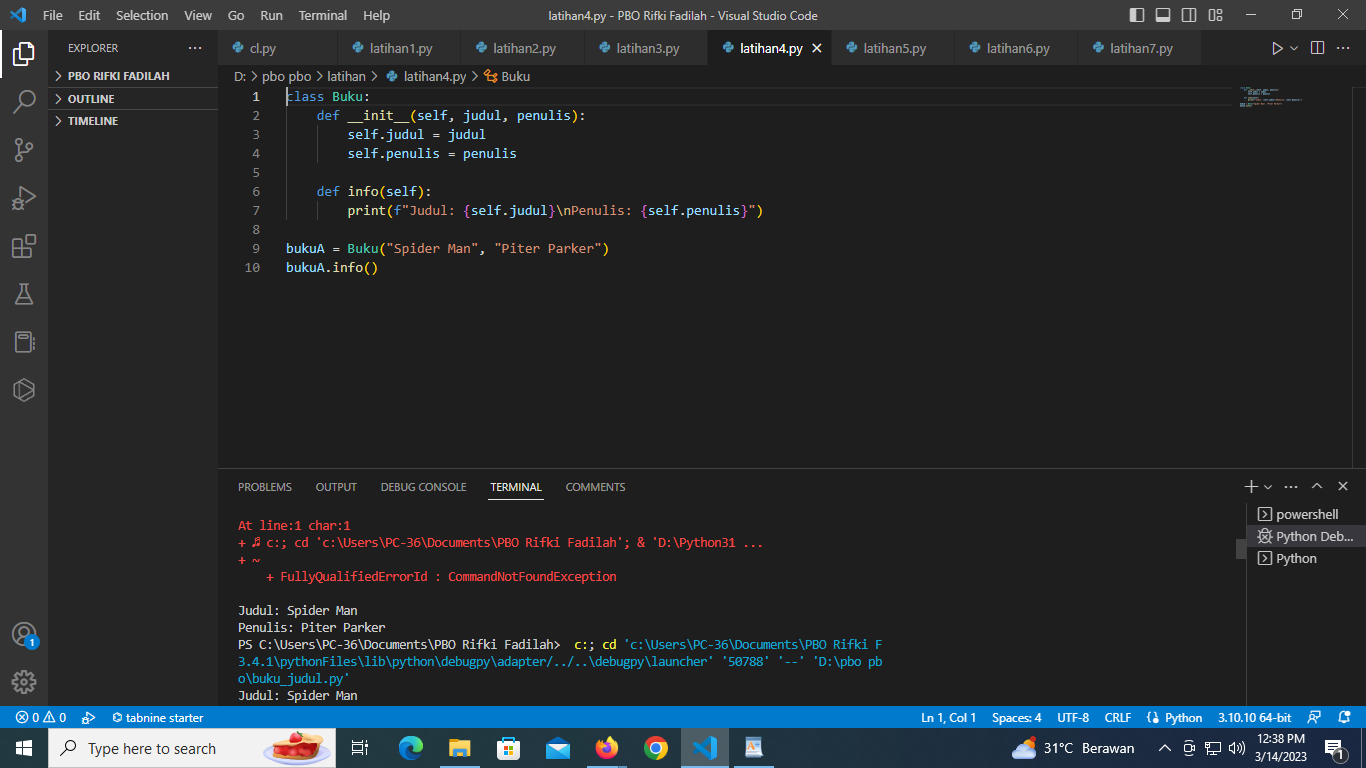 File Edit Selection View Go Run Terminal Help
latihan4.py - PBO Rifki Fadilah - Visual Studio Code
EXPLORER
PBO RIFKI FADILAH
OUTLINE
TIMELINE
cl.py latihan1.py latihan2.py latihan3.py latihan4.py latihan5.py latihan6.py latihan7.py
D: > pbo pbo > latihan > latihan4.py > Buku
1 class Buku:
2     def __init__(self, judul, penulis):
3         self.judul = judul
4         self.penulis = penulis
5
6     def info(self):
7         print(f"Judul: {self.judul}\nPenulis: {self.penulis}")
8
9 bukuA = Buku("Spider Man", "Piter Parker")
10 bukuA.info()
PROBLEMS OUTPUT DEBUG CONSOLE TERMINAL COMMENTS
At line:1 char:1
+ ♬ c:; cd 'c:\Users\PC-36\Documents\PBO Rifki Fadilah'; & 'D:\Python31 ...
+ ~
    + FullyQualifiedErrorId : CommandNotFoundException
Judul: Spider Man
Penulis: Piter Parker
PS C:\Users\PC-36\Documents\PBO Rifki Fadilah>  c:; cd 'c:\Users\PC-36\Documents\PBO Rifki F
3.4.1\pythonFiles\lib\python\debugpy\adapter/../..\debugpy\launcher' '50788' '--' 'D:\pbo pb
o\buku_judul.py'
Judul: Spider Man
powershell
Python Deb...
Python
1
0 0 tabnine starter
Ln 1, Col 1 Spaces: 4 UTF-8 CRLF Python 3.10.10 64-bit
Type here to search
31°C Berawan
12:38 PM
3/14/2023
1